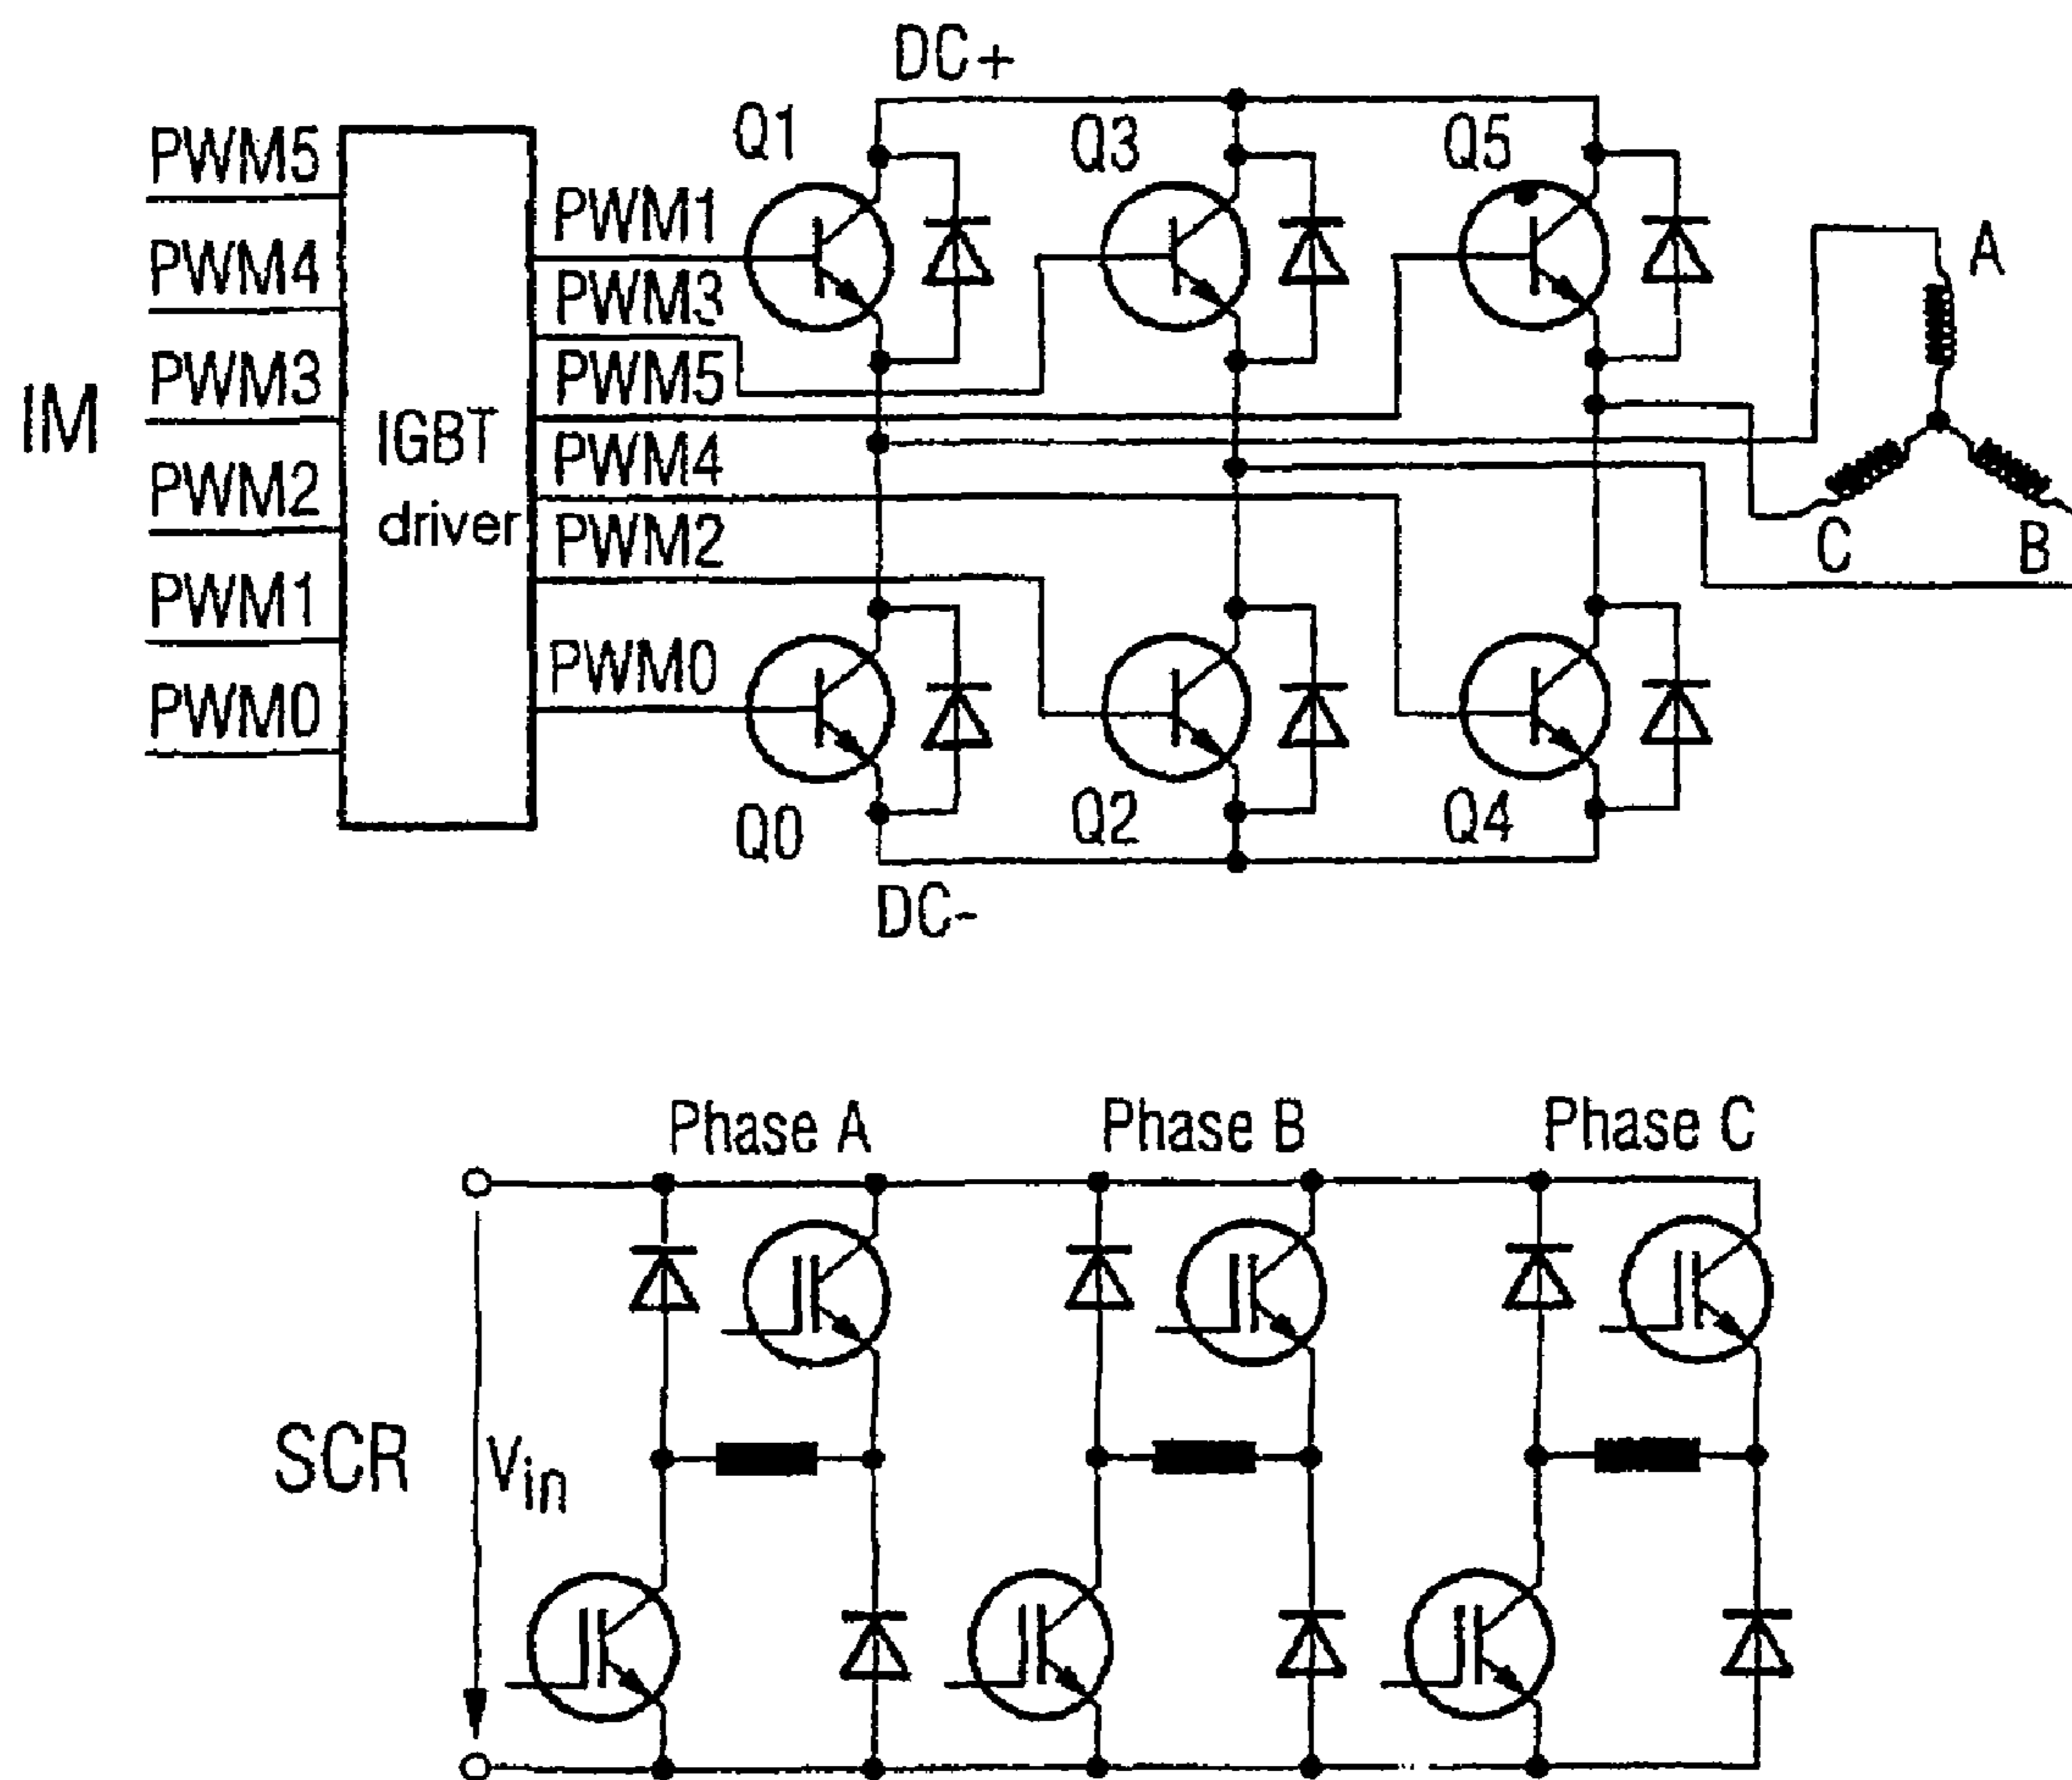 DC+
Q1
Q3
Q5
PWM5
PWM4
PWM3
PWM2
PWM1
PWM0
IM
IGBT
driver
PWM1
PWM3
PWM5
PWM4
PWM2
PWM0
A
C
B
Q0
Q2
Q4
DC-
Phase A
Phase B
Phase C
SCR
Vin